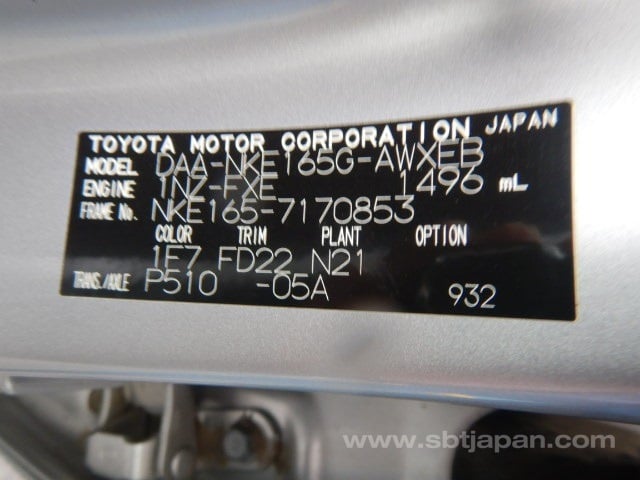 TOYOTA MOTOR CORPORATION JAPAN
MODEL DAA-NKE165G-AWXEB
ENGINE 1NZ-FXE 1496 mL
FRAME No. NKE165-7170853
COLOR TRIM PLANT OPTION
1F7 FD22 N21
TRANS./AXLE P510 -05A 932
www.sbtjapan.com